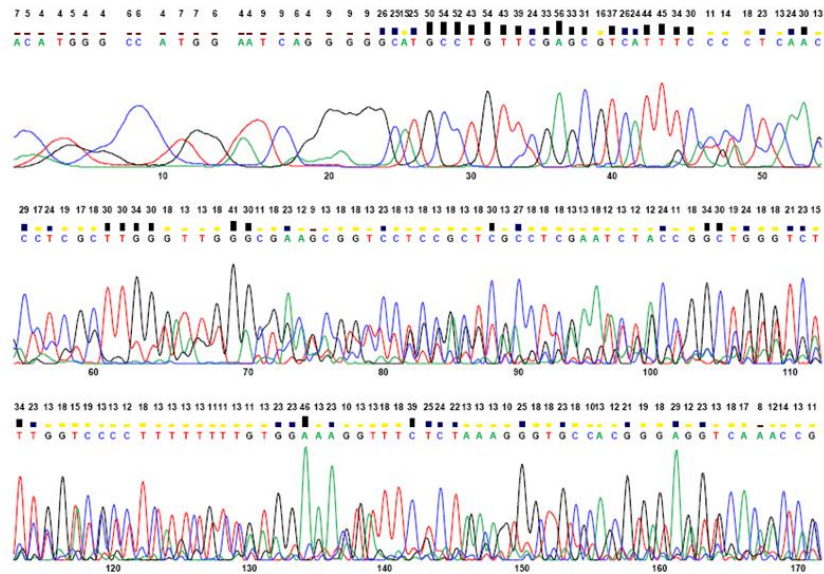 7 5 4 4 5 4 4 6 6 4 7 7 6 4 4 9 9 6 9 9 9 9 26 25 15 25 50 54 52 11 54 43 39 24 33 56 33 31 16 37 26 24 44 45 34 30 11 14 18 23 13 24 30 13
A C A T G G G C C A T G G A A T C A G G G G G C A T G C C T G T T C G A G C G T C A T T T C C C C T C A A C
10 20 30 40 50
29 17 24 19 17 18 30 30 34 30 18 13 13 18 41 30 11 18 23 12 9 13 18 18 13 23 18 13 18 13 18 18 13 30 13 27 18 18 13 13 18 12 13 12 12 24 11 18 34 30 19 24 18 18 21 23 15
C C T C G C T T G G G T T G G G C G A A G C G G T C C T C C G C T C G C C T C G A A T C T A C C G G C T G G G T C T
60 70 80 90 100 110
34 23 13 18 15 19 13 13 12 18 13 13 13 11 11 13 11 13 23 23 46 13 23 10 13 13 18 39 25 24 22 13 13 13 10 25 18 18 23 18 10 13 12 21 19 18 29 12 23 13 18 17 8 12 14 13 11
T T G G T C C C C T T T T T T T T G T G G A A A G G T T T C T C T A A A G G G T G C C A C G G G A G G T C A A A C C G
120 130 140 150 160 170